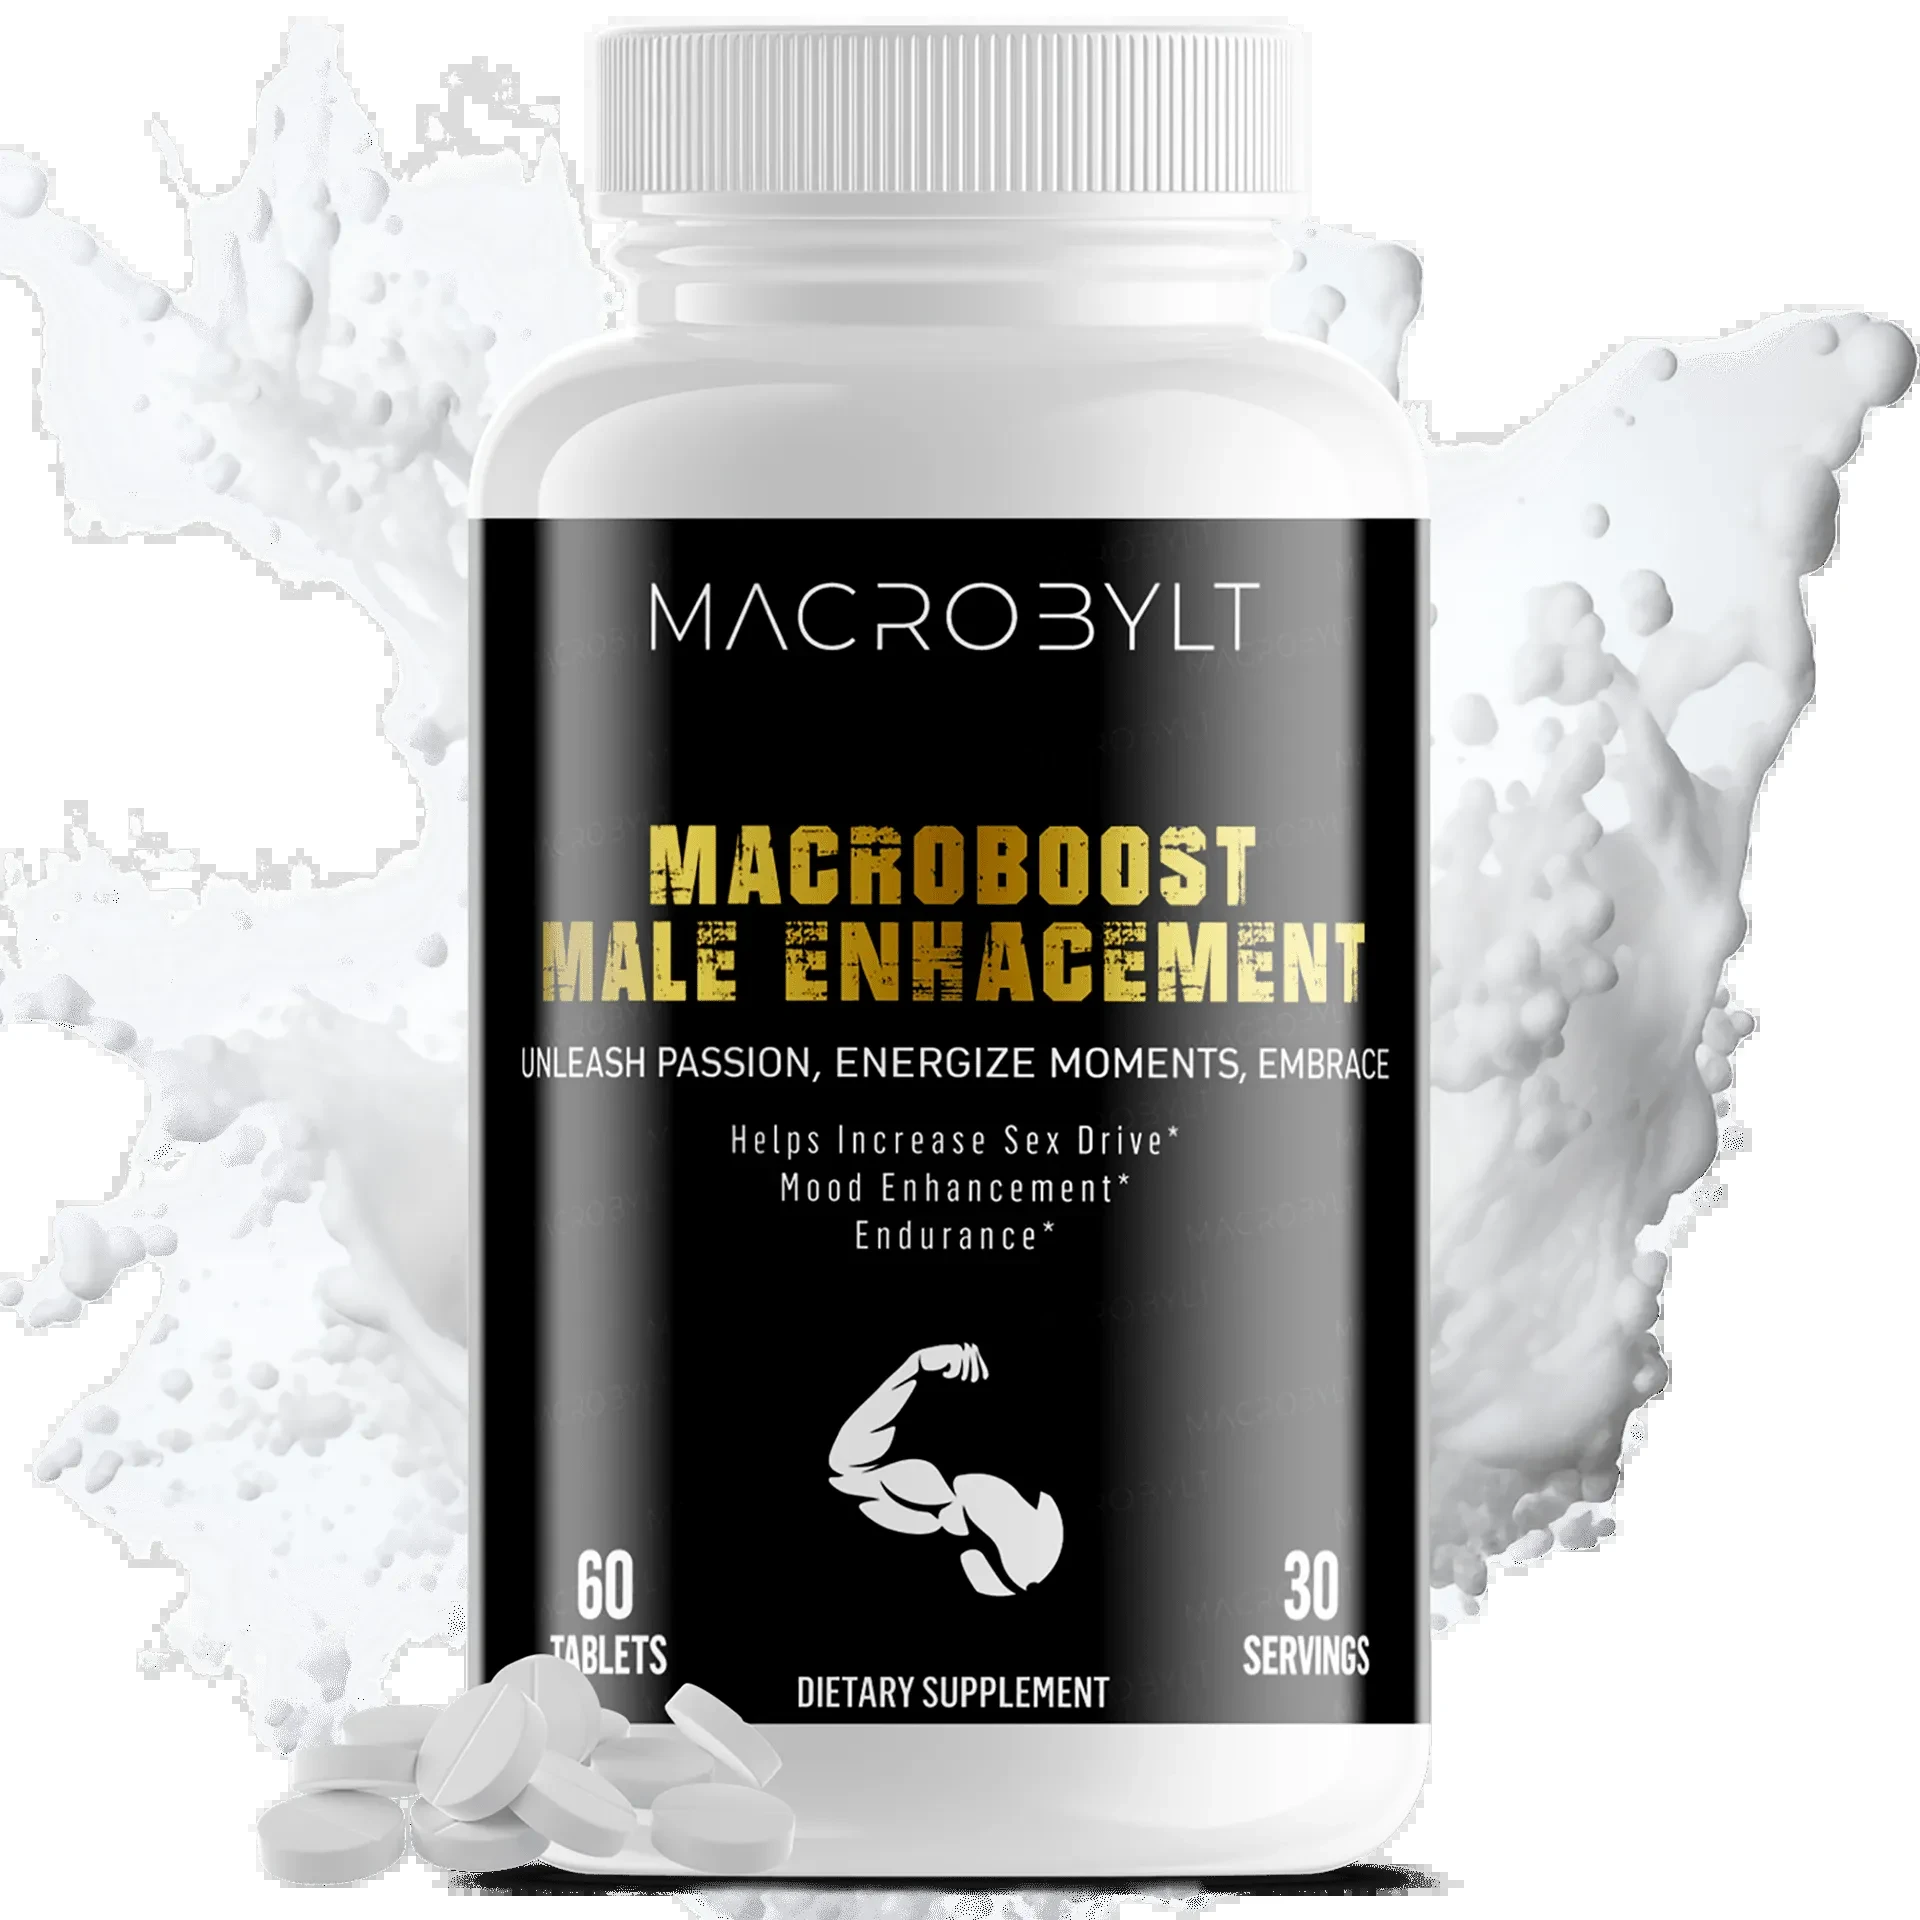 MACROBYLT
MACROBOOST
MALE ENHACEMENT
UNLEASH PASSION, ENERGIZE MOMENTS, EMBRACE
Helps Increase Sex Drive*
Mood Enhancement*
Endurance*
60
TABLETS
30
SERVINGS
DIETARY SUPPLEMENT